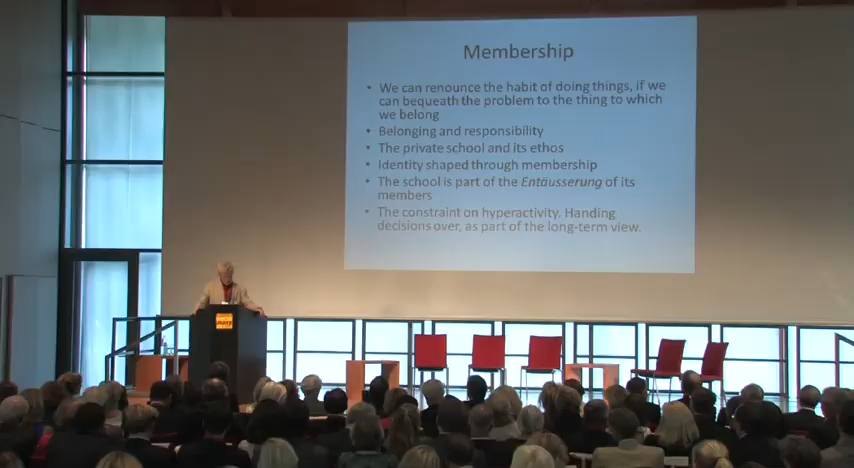 Membership
• We can renounce the habit of doing things, if we
can bequeath the problem to the thing to which
we belong
• Belonging and responsibility
• The private school and its ethos
• Identity shaped through membership
• The school is part of the Entäusserung of its
members
• The constraint on hyperactivity. Handing
decisions over, as part of the long-term view.